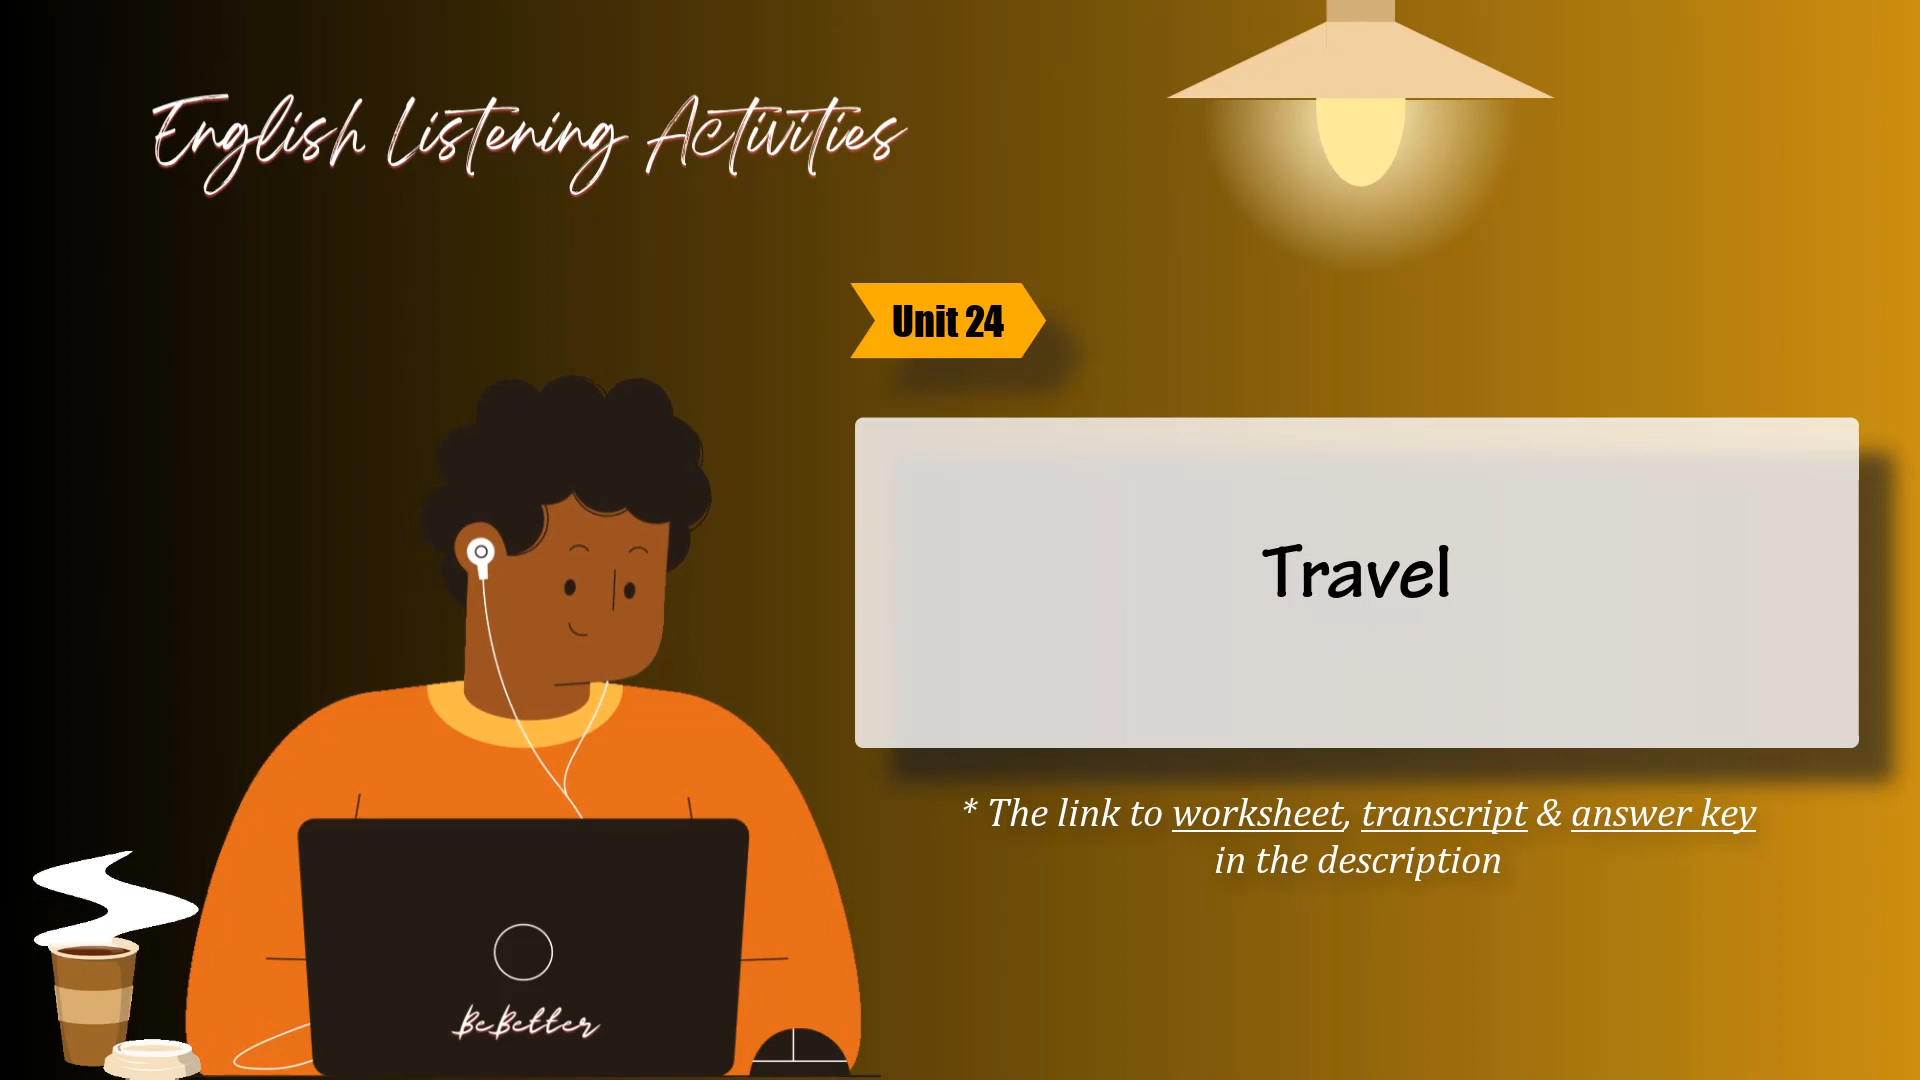 English Listening Activities
Unit 24
Travel
* The link to worksheet, transcript & answer key
in the description
BeBetter